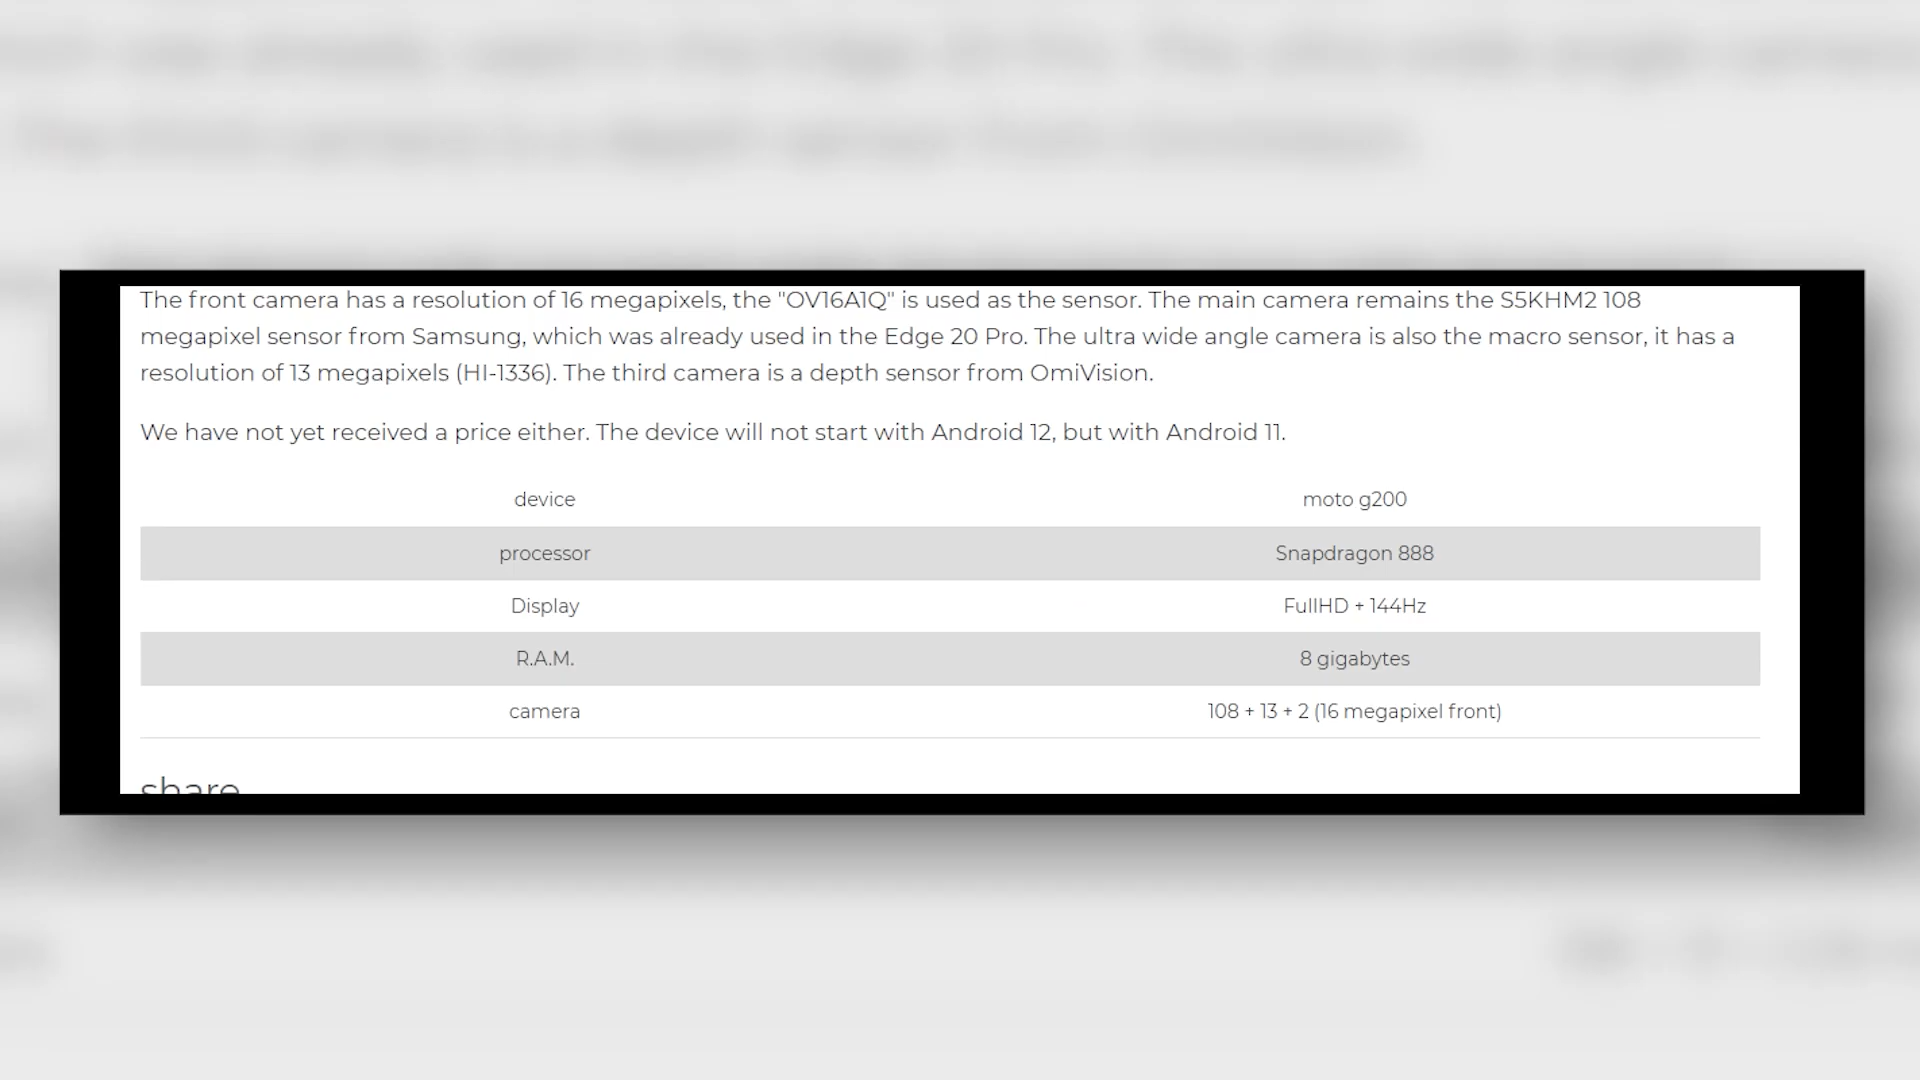 The front camera has a resolution of 16 megapixels, the "OV16A1Q" is used as the sensor. The main camera remains the S5KHM2 108
megapixel sensor from Samsung, which was already used in the Edge 20 Pro. The ultra wide angle camera is also the macro sensor, it has a
resolution of 13 megapixels (HI-1336). The third camera is a depth sensor from OmiVision.
We have not yet received a price either. The device will not start with Android 12, but with Android 11.
device moto g200
processor Snapdragon 888
Display FullHD + 144Hz
R.A.M. 8 gigabytes
camera 108 + 13 + 2 (16 megapixel front)
share